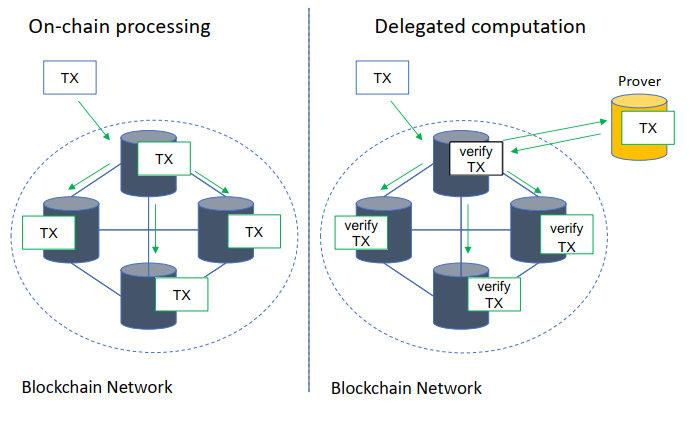 On-chain processing
TX
TX
TX
TX
TX
Blockchain Network
Delegated computation
TX
Prover
TX
verify
TX
verify
TX
verify
TX
verify
TX
Blockchain Network